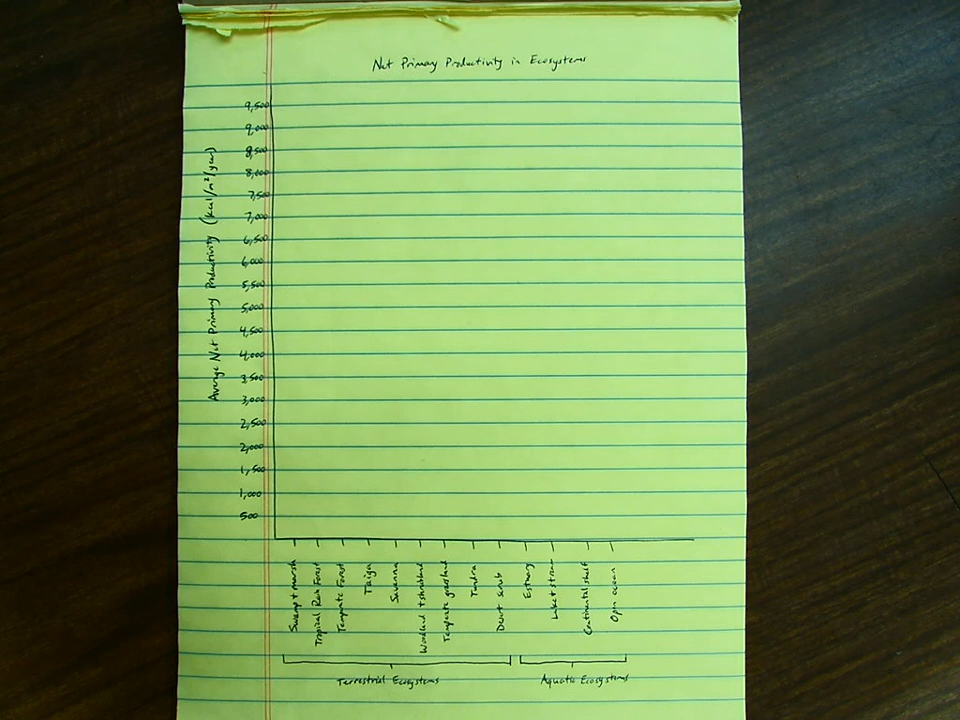 Net Primary Productivity in Ecosystems
Average Net Primary Productivity (kcal/m²/year)
9,500
9,000
8,500
8,000
7,500
7,000
6,500
6,000
5,500
5,000
4,500
4,000
3,500
3,000
2,500
2,000
1,500
1,000
500
Swamp + marsh
Tropical Rain Forest
Temperate Forest
Taiga
Savanna
Woodland + shrubland
Temperate grassland
Tundra
Desert scrub
Estuary
Lake + stream
Continental shelf
Open ocean
Terrestrial Ecosystems
Aquatic Ecosystems